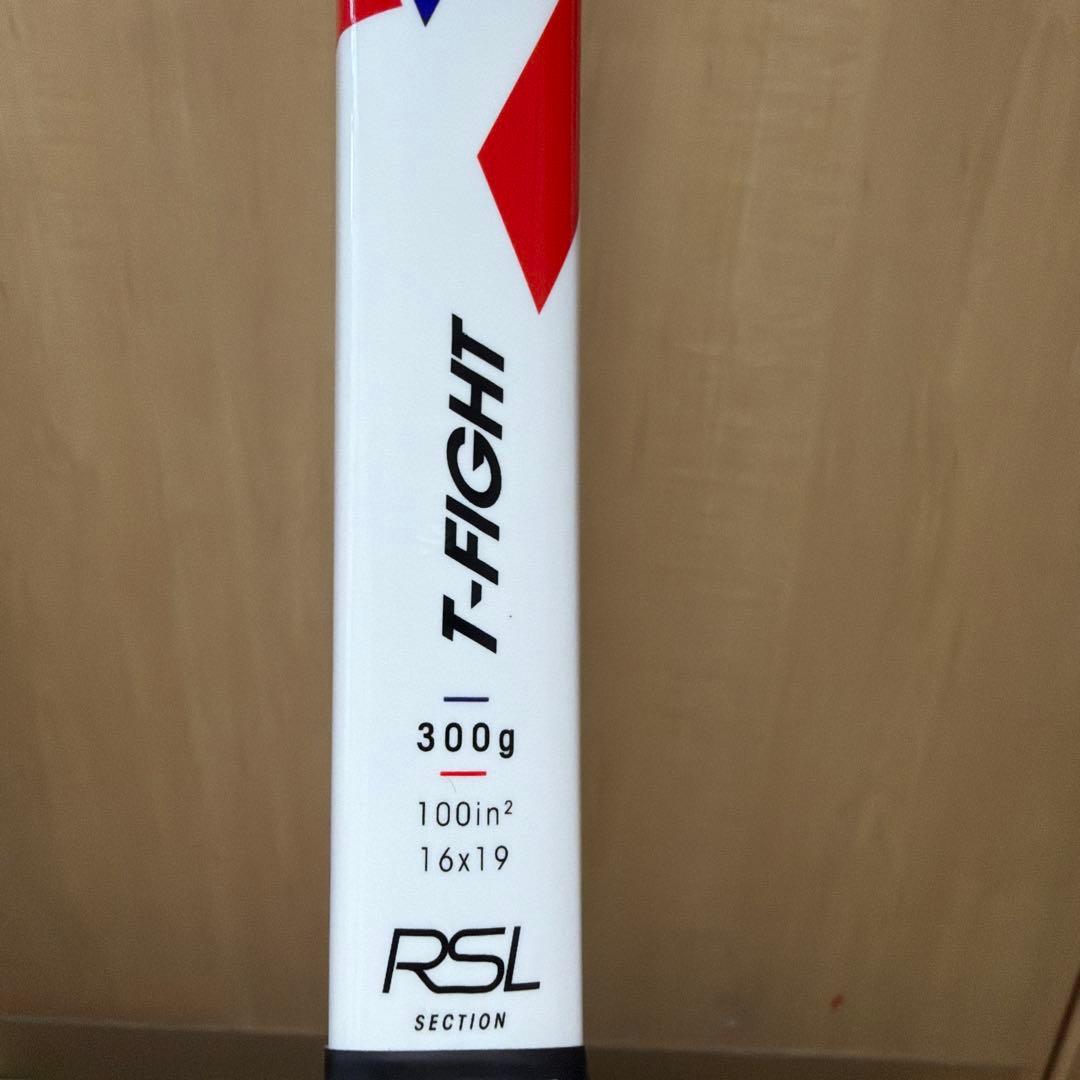 T-FIGHT
300g
100in²
16x19
RSL
SECTION